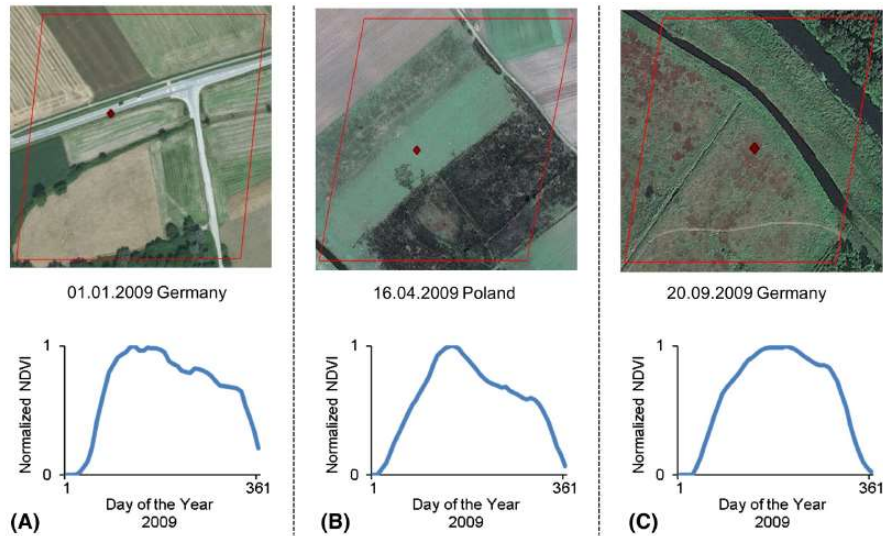 01.01.2009 Germany
16.04.2009 Poland
20.09.2009 Germany
Normalized NDVI
1
0
1
361
Day of the Year
2009
(A)
Normalized NDVI
1
0
1
361
Day of the Year
2009
(B)
Normalized NDVI
1
0
1
361
Day of the Year
2009
(C)